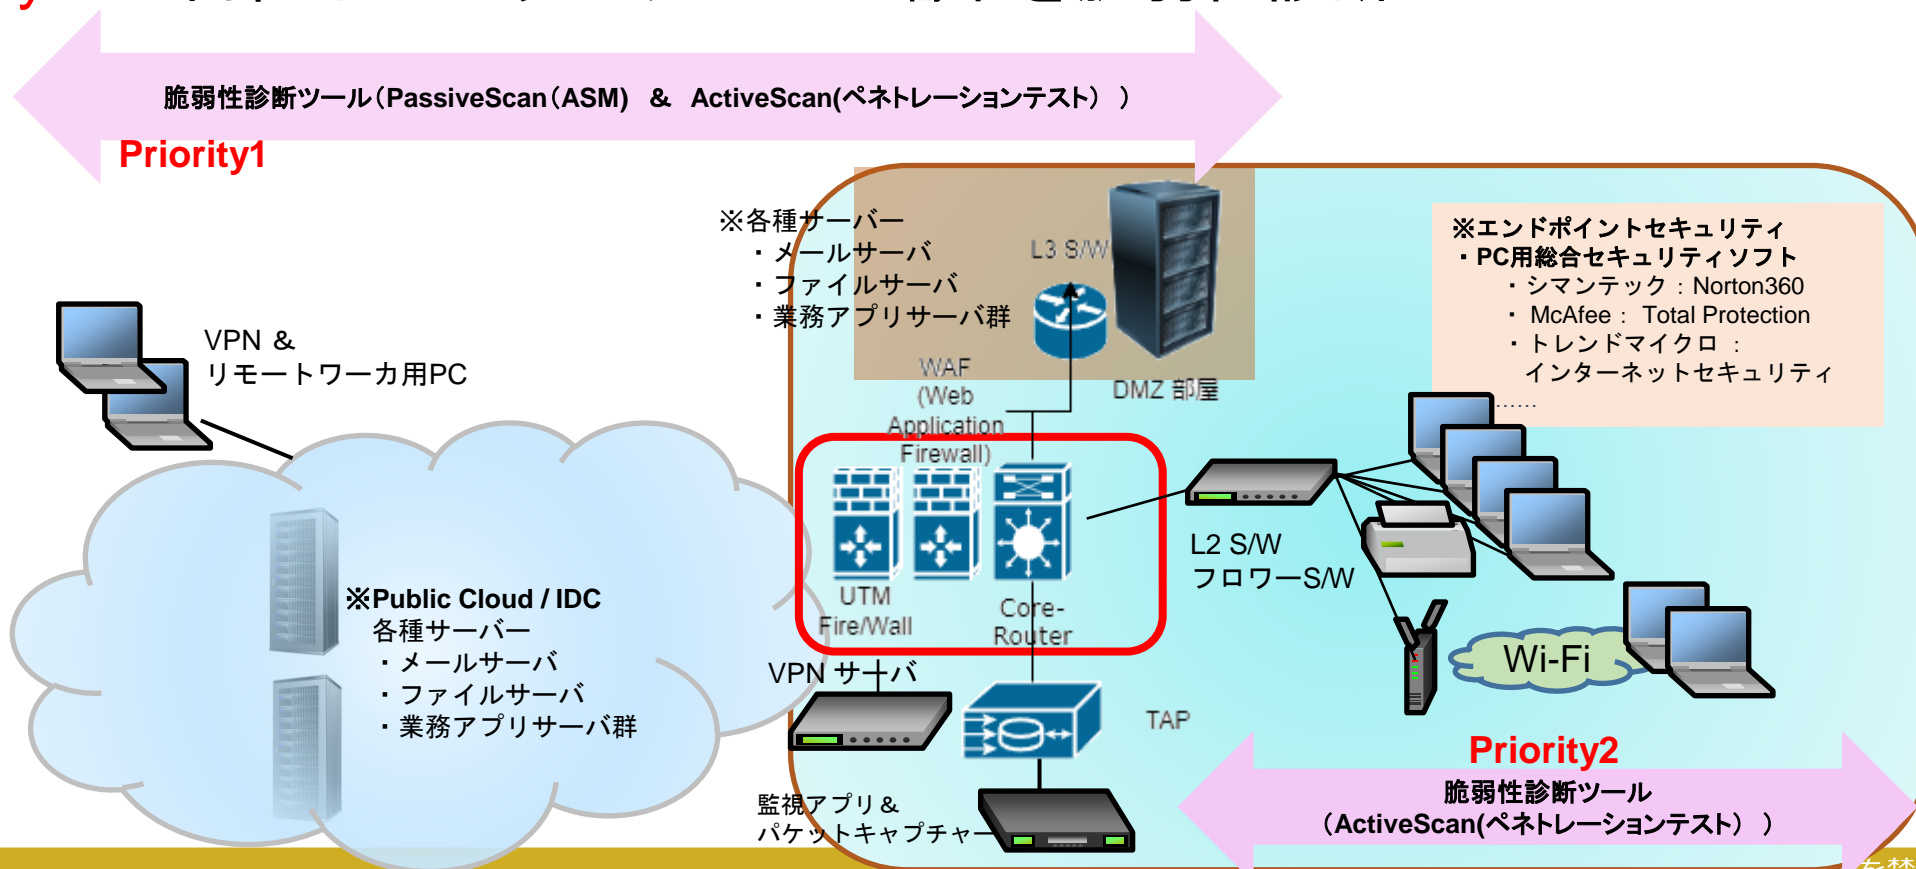 脆弱性診断ツール（PassiveScan（ASM) & ActiveScan(ペネトレーションテスト））
Priority1
※各種サーバー
・メールサーバ
・ファイルサーバ
・業務アプリサーバ群
L3 S/W
DMZ 部屋
WAF
(Web
Application
Firewall)
※エンドポイントセキュリティ
・PC用総合セキュリティソフト
・シマンテック：Norton360
・ McAfee： Total Protection
・トレンドマイクロ ：
インターネットセキュリティ
......
VPN ＆
リモートワーカ用PC
※Public Cloud / IDC
各種サーバー
・メールサーバ
・ファイルサーバ
・業務アプリサーバ群
UTM
Fire/Wall
Core-
Router
L2 S/W
フロワーS/W
Wi-Fi
VPN サーバ
TAP
監視アプリ＆
パケットキャプチャー
Priority2
脆弱性診断ツール
（ActiveScan(ペネトレーションテスト））